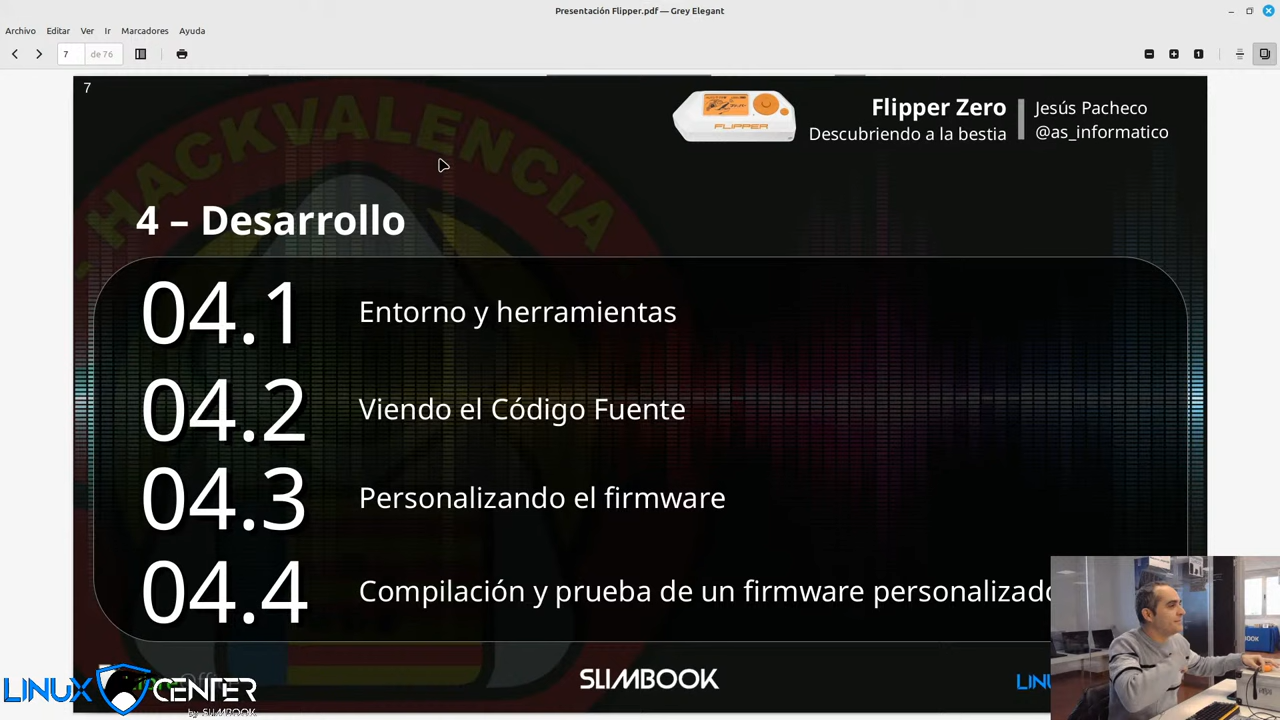 Presentación Flipper.pdf — Grey Elegant
Archivo Editar Ver Ir Marcadores Ayuda
7 de 76
7
HACKVALENCIA
FLIPPER
Flipper Zero
Descubriendo a la bestia
Jesús Pacheco
@as_informatico
4 – Desarrollo
04.1 Entorno y herramientas
04.2 Viendo el Código Fuente
04.3 Personalizando el firmware
04.4 Compilación y prueba de un firmware personalizado
LINUX CENTER
by SLIMBOOK
SLIMBOOK